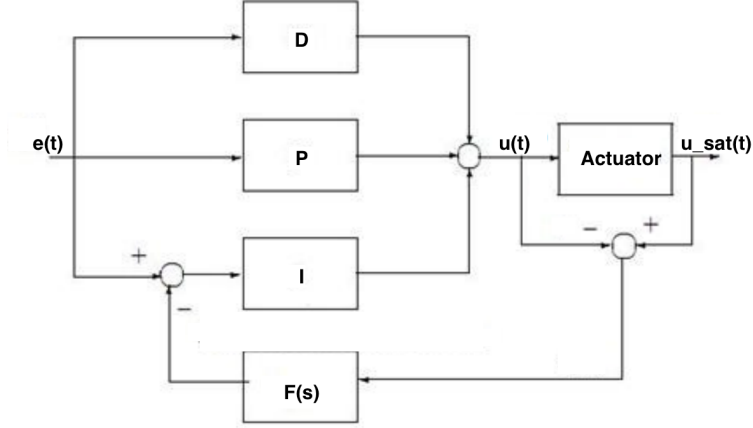 D
e(t)
P
u(t)
Actuator
u_sat(t)
− +
+
I
−
F(s)